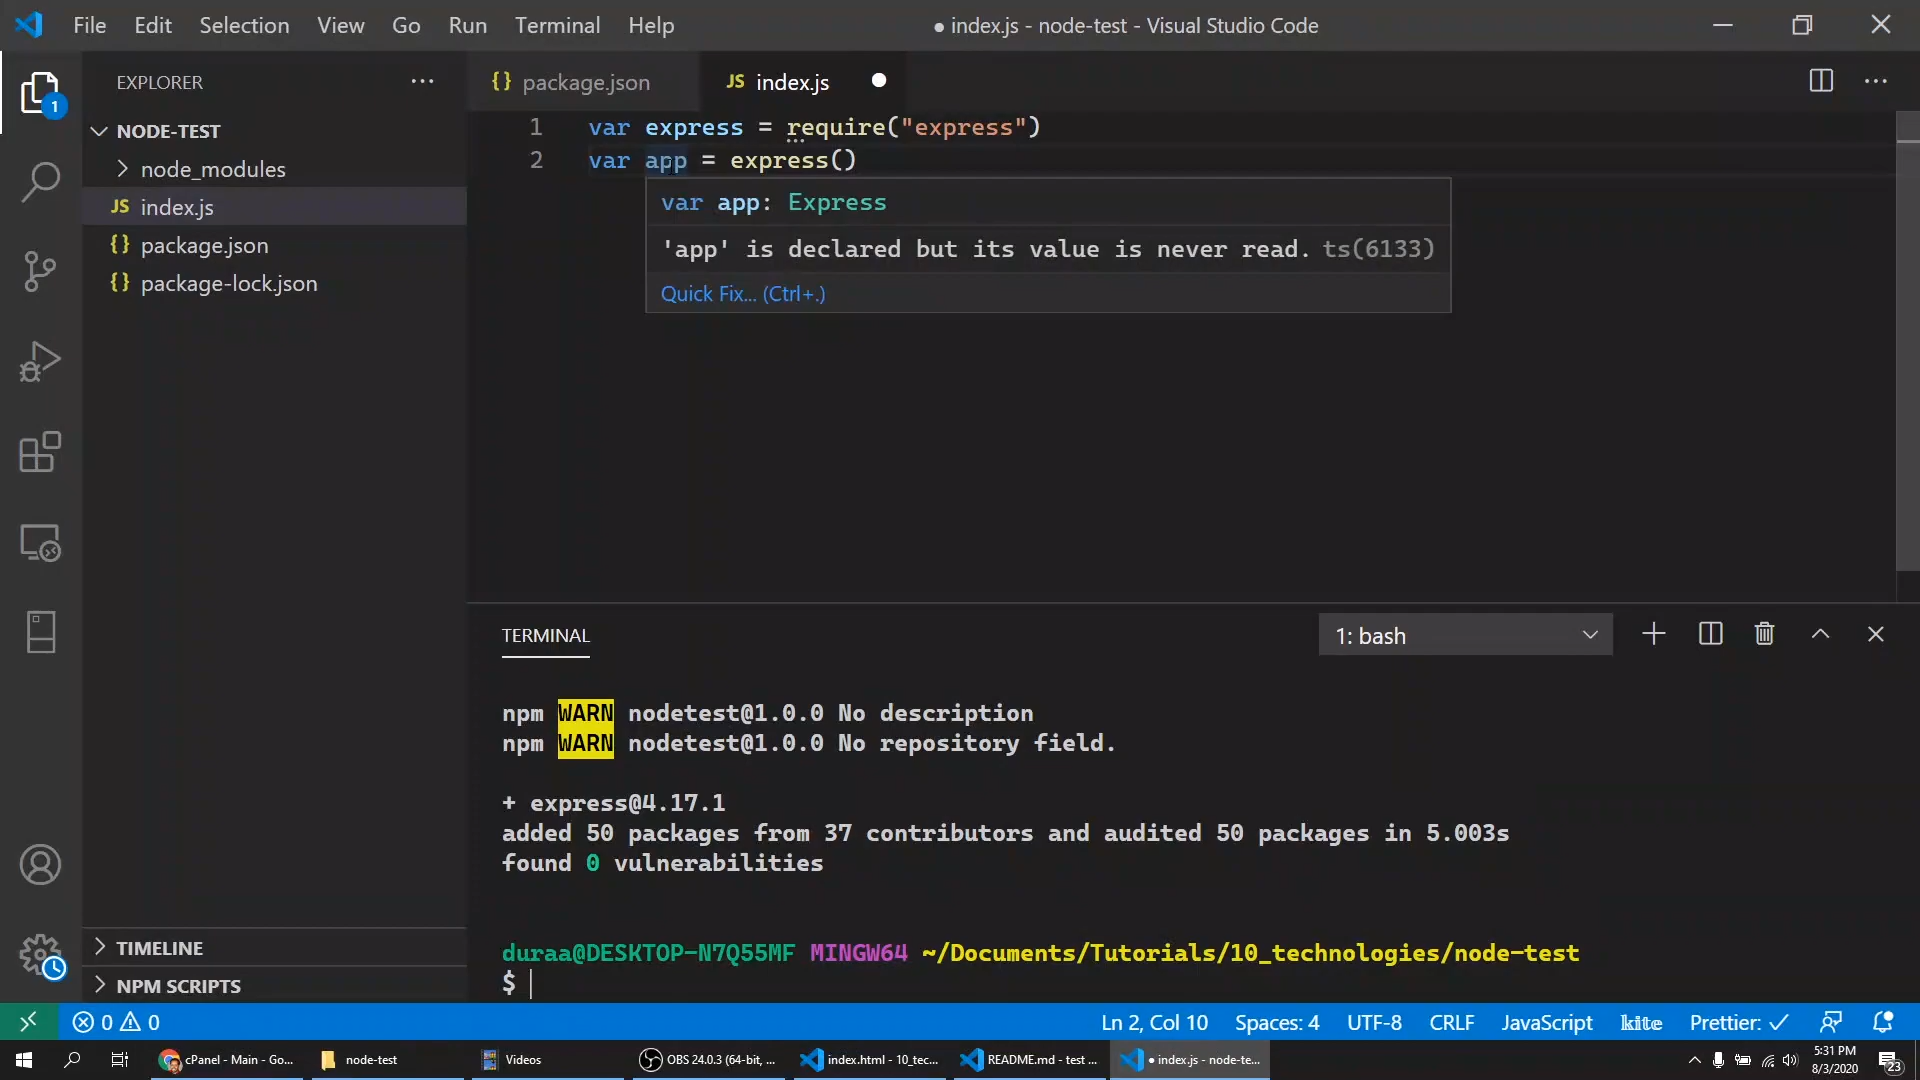 File Edit Selection View Go Run Terminal Help
● index.js - node-test - Visual Studio Code
EXPLORER
{} package.json
JS index.js
1
NODE-TEST
node_modules
JS index.js
{} package.json
{} package-lock.json
1 var express = require("express")
2 var app = express()
var app: Express
'app' is declared but its value is never read. ts(6133)
Quick Fix... (Ctrl+.)
TERMINAL
1: bash
npm WARN nodetest@1.0.0 No description
npm WARN nodetest@1.0.0 No repository field.
+ express@4.17.1
added 50 packages from 37 contributors and audited 50 packages in 5.003s
found 0 vulnerabilities
duraa@DESKTOP-N7Q55MF MINGW64 ~/Documents/Tutorials/10_technologies/node-test
$
TIMELINE
NPM SCRIPTS
0 0
Ln 2, Col 10 Spaces: 4 UTF-8 CRLF JavaScript kite Prettier: ✓
cPanel - Main - Go...
node-test
Videos
OBS 24.0.3 (64-bit, ...
index.html - 10_tec...
README.md - test ...
● index.js - node-te...
5:31 PM
8/3/2020
23